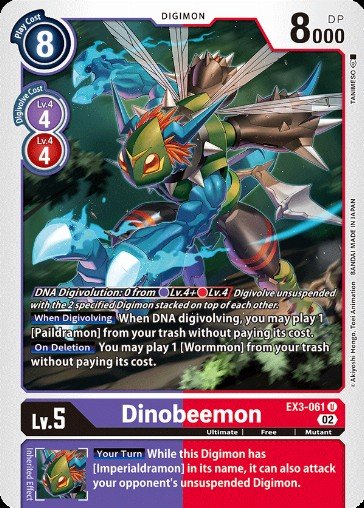 Play Cost
8
DIGIMON
DP
8000
Digivolve Cost
Lv.4
4
Lv.4
4
DNA Digivolution: 0 from Lv.4+ Lv.4 Digivolve unsuspended
with the 2 specified Digimon stacked on top of each other.
When Digivolving When DNA digivolving, you may play 1
[Paildramon] from your trash without paying its cost.
On Deletion You may play 1 [Wormmon] from your trash
without paying its cost.
TANIMESO
© Akiyoshi Hongo, Toei Animation BANDAI MADE IN JAPAN
Lv.5
Dinobeemon
EX3-061 U
02
Ultimate | Free | Mutant
Inherited Effect
Your Turn While this Digimon has
[Imperialdramon] in its name, it can also attack
your opponent's unsuspended Digimon.